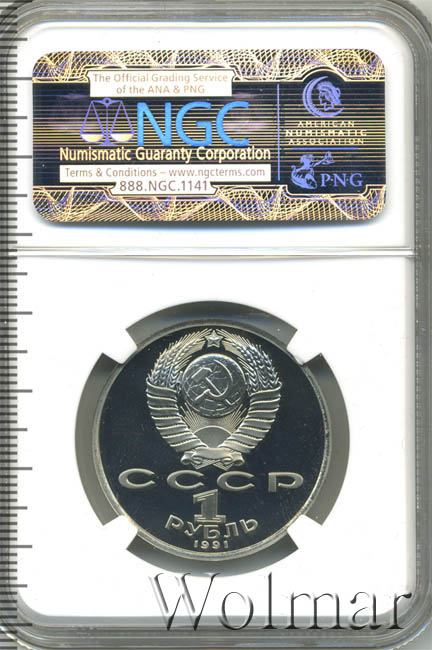 The Official Grading Service
of the ANA & PNG
NGC
Numismatic Guaranty Corporation
Terms & Conditions – www.ngcterms.com
888.NGC.1141
AMERICAN
NUMISMATIC
ASSOCIATION
P·N·G
СССР
1
РУБЛЬ
1991
Wolmar